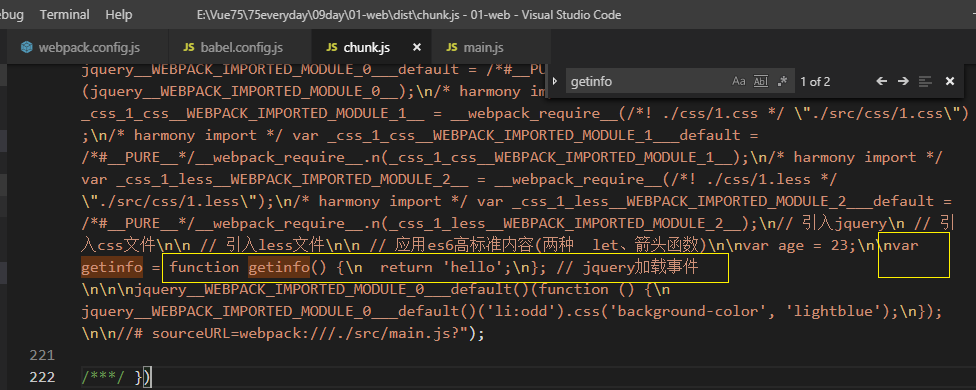 ebug Terminal Help E:\Vue75\75everyday\09day\01-web\dist\chunk.js - 01-web - Visual Studio Code
webpack.config.js JS babel.config.js JS chunk.js × JS main.js
getinfo Aa Abl .* 1 of 2
jquery__WEBPACK_IMPORTED_MODULE_0___default = /*#__PU
(jquery__WEBPACK_IMPORTED_MODULE_0__);\n/* harmony im
_css_1_css__WEBPACK_IMPORTED_MODULE_1__ = __webpack_require__(/*! ./css/1.css */ \"./src/css/1.css\")
;\n/* harmony import */ var _css_1_css__WEBPACK_IMPORTED_MODULE_1___default =
/*#__PURE__*/__webpack_require__.n(_css_1_css__WEBPACK_IMPORTED_MODULE_1__);\n/* harmony import */
var _css_1_less__WEBPACK_IMPORTED_MODULE_2__ = __webpack_require__(/*! ./css/1.less */
\"./src/css/1.less\");\n/* harmony import */ var _css_1_less__WEBPACK_IMPORTED_MODULE_2___default =
/*#__PURE__*/__webpack_require__.n(_css_1_less__WEBPACK_IMPORTED_MODULE_2__);\n// 引入jquery\n // 引
入css文件\n\n // 引入less文件\n\n // 应用es6高标准内容(两种 let、箭头函数)\n\nvar age = 23;\n\nvar
getinfo = function getinfo() {\n  return 'hello';\n}; // jquery加载事件
\n\n\njquery__WEBPACK_IMPORTED_MODULE_0___default()(function () {\n
jquery__WEBPACK_IMPORTED_MODULE_0___default()('li:odd').css('background-color', 'lightblue');\n});
\n\n//# sourceURL=webpack:///./src/main.js?");
221
222 /***/ })